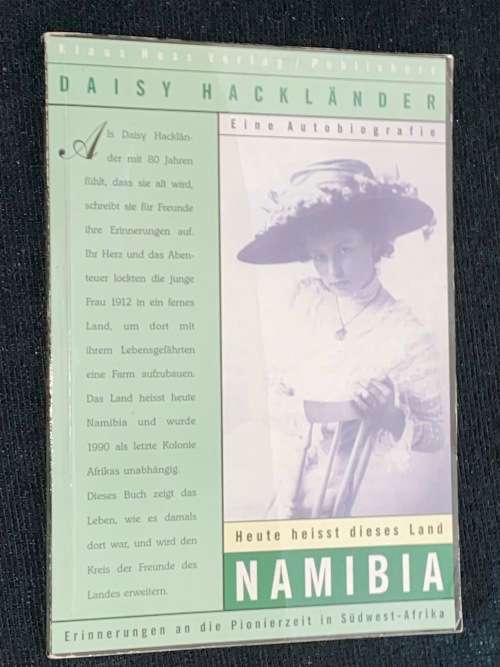 Klaus Hess Verlag / Publishers
DAISY HACKLÄNDER
Eine Autobiografie
Als Daisy Hacklän-
der mit 80 Jahren
fühlt, dass sie alt wird,
schreibt sie für Freunde
ihre Erinnerungen auf.
Ihr Herz und das Aben-
teuer lockten die junge
Frau 1912 in ein fernes
Land, um dort mit
ihrem Lebensgefährten
eine Farm aufzubauen.
Das Land heisst heute
Namibia und wurde
1990 als letzte Kolonie
Afrikas unabhängig.
Dieses Buch zeigt das
Leben, wie es damals
dort war, und wird den
Kreis der Freunde des
Landes erweitern.
Heute heisst dieses Land
NAMIBIA
Erinnerungen an die Pionierzeit in Südwest-Afrika